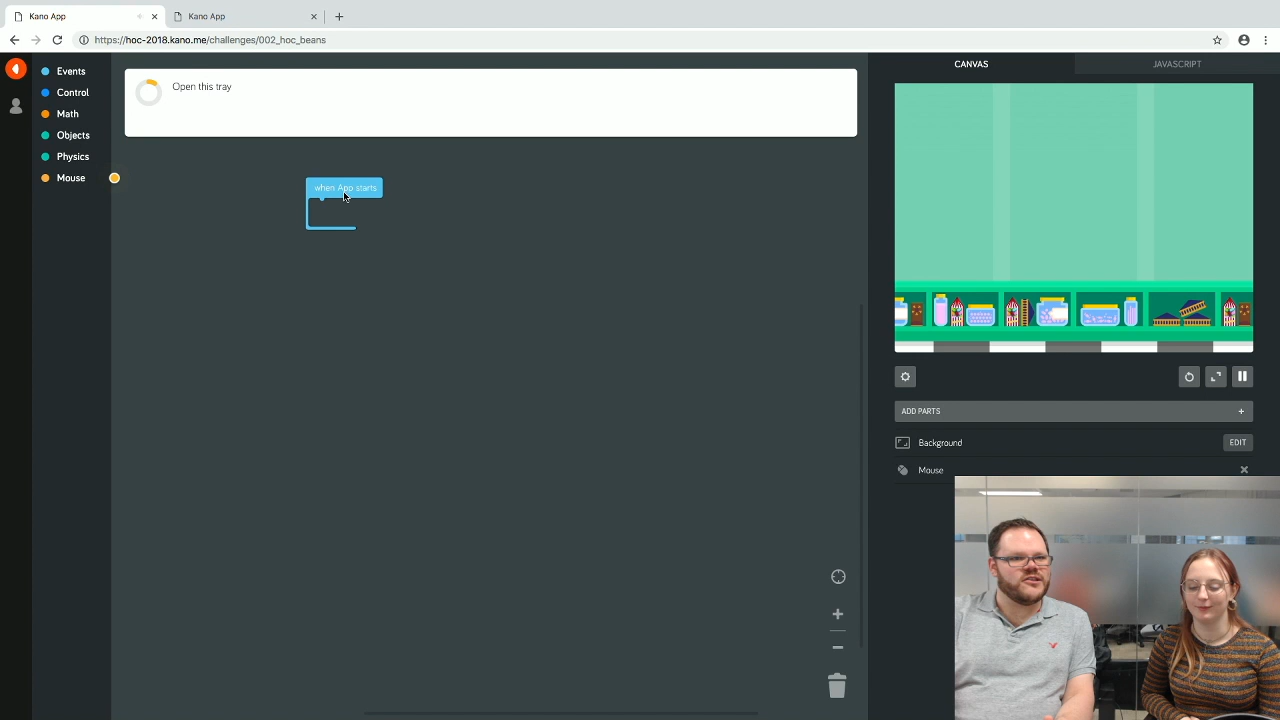 Kano App
Kano App
https://hoc-2018.kano.me/challenges/002_hoc_beans
Events
Control
Math
Objects
Physics
Mouse
Open this tray
when App starts
CANVAS
JAVASCRIPT
ADD PARTS
Background
EDIT
Mouse